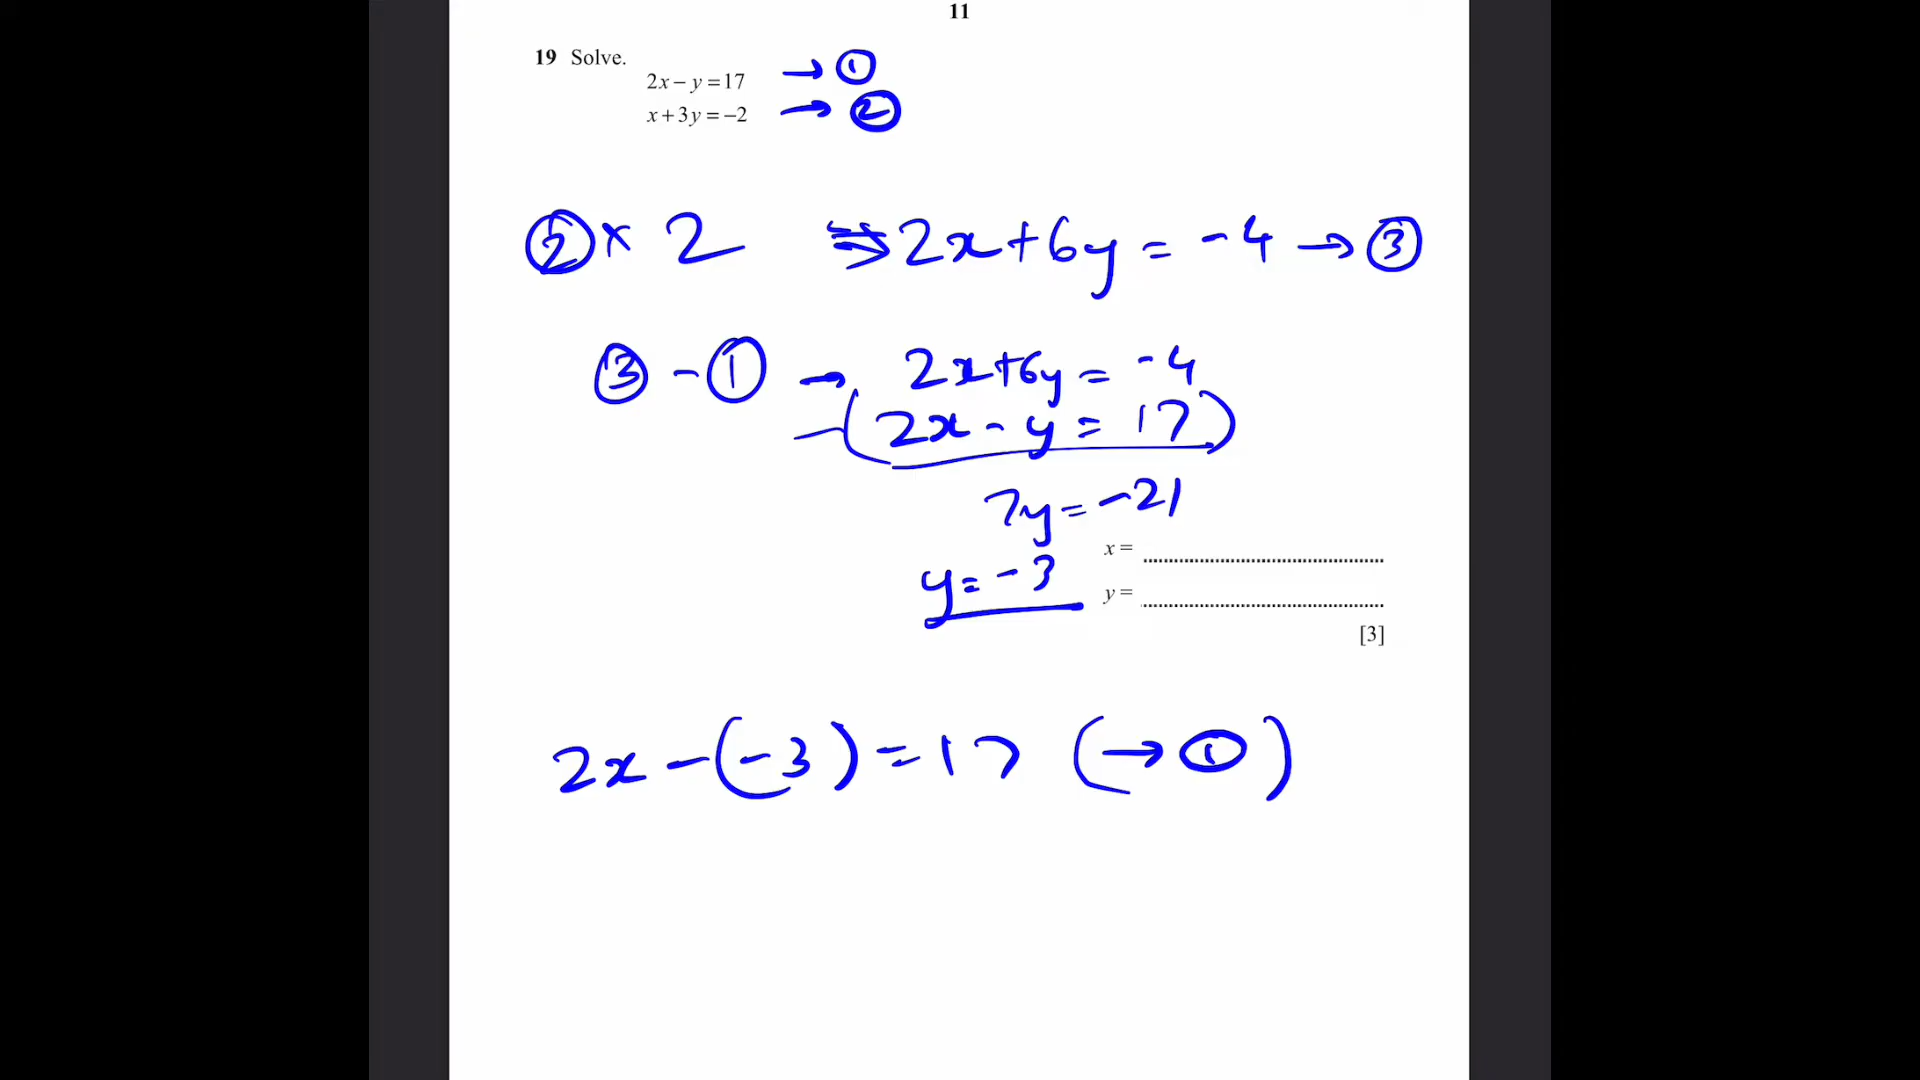 11
19 Solve.
2x – y = 17 → ①
x + 3y = –2 → ②
② × 2 ⇒ 2x + 6y = -4 → ③
③ - ① → 2x + 6y = -4
-(2x - y = 17)
7y = -21
x = ................................................
y = -3
y = ................................................
[3]
2x - (-3) = 17 (→ ①)